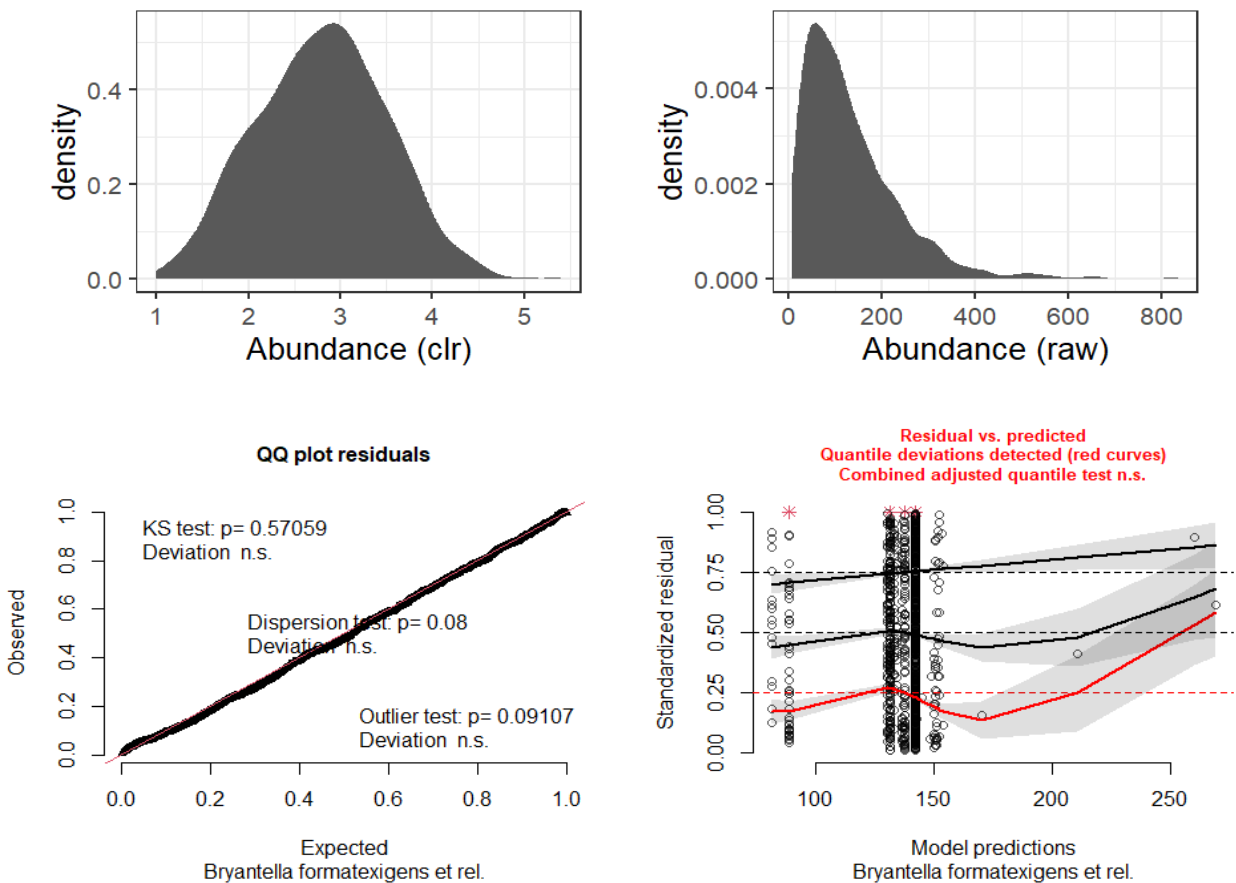 density
0.4
0.2
0.0
1 2 3 4 5
Abundance (clr)
density
0.004
0.002
0.000
0 200 400 600 800
Abundance (raw)
QQ plot residuals
KS test: p= 0.57059
Deviation n.s.
Dispersion test: p= 0.08
Deviation n.s.
Outlier test: p= 0.09107
Deviation n.s.
Observed
1.0
0.8
0.6
0.4
0.2
0.0
0.0 0.2 0.4 0.6 0.8 1.0
Expected
Bryantella formatexigens et rel.
Residual vs. predicted
Quantile deviations detected (red curves)
Combined adjusted quantile test n.s.
Standardized residual
1.00
0.75
0.50
0.25
0.00
100 150 200 250
Model predictions
Bryantella formatexigens et rel.